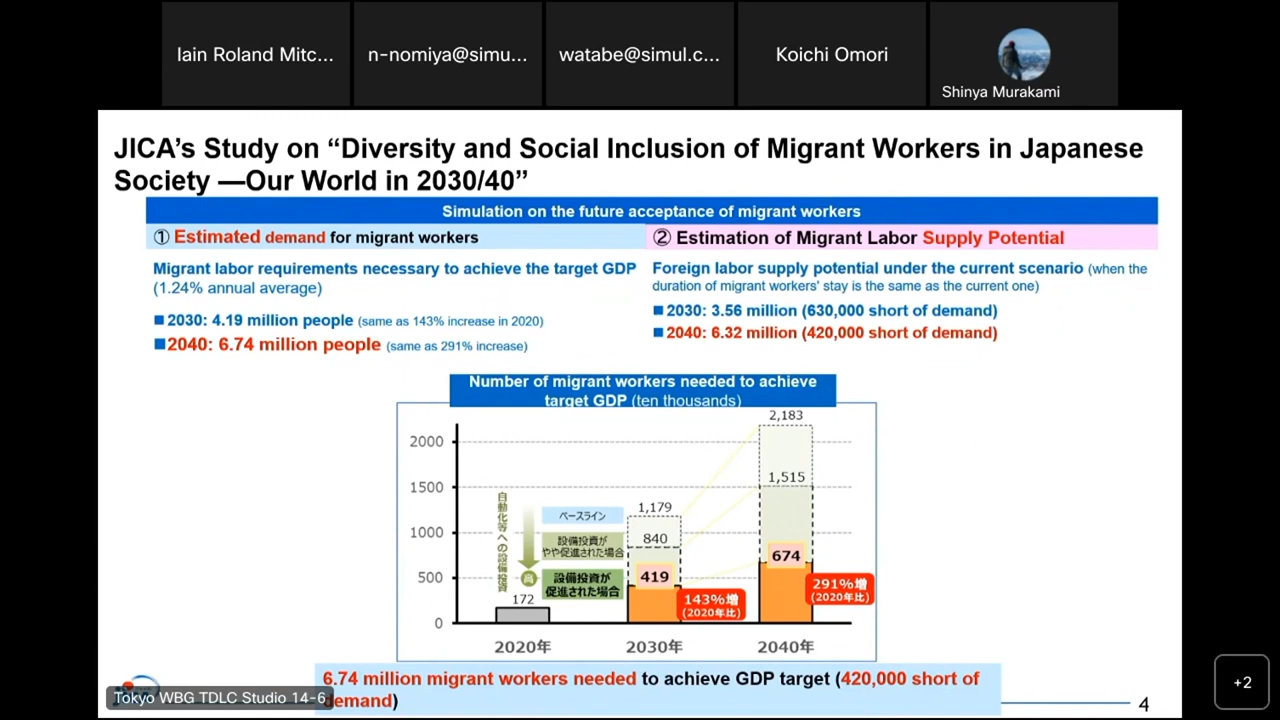 Iain Roland Mitc...
n-nomiya@simu...
watabe@simul.c...
Koichi Omori
Shinya Murakami
JICA's Study on “Diversity and Social Inclusion of Migrant Workers in Japanese
Society —Our World in 2030/40”
Simulation on the future acceptance of migrant workers
① Estimated demand for migrant workers
Migrant labor requirements necessary to achieve the target GDP
(1.24% annual average)
■ 2030: 4.19 million people (same as 143% increase in 2020)
■ 2040: 6.74 million people (same as 291% increase)
② Estimation of Migrant Labor Supply Potential
Foreign labor supply potential under the current scenario (when the
duration of migrant workers' stay is the same as the current one)
■ 2030: 3.56 million (630,000 short of demand)
■ 2040: 6.32 million (420,000 short of demand)
Number of migrant workers needed to achieve
target GDP (ten thousands)
2000
1500
1000
500
0
自動化等への設備投資
高
ベースライン
設備投資が
やや促進された場合
設備投資が
促進された場合
172
1,179
840
419
143%増
(2020年比)
2,183
1,515
674
291%増
(2020年比)
2020年
2030年
2040年
6.74 million migrant workers needed to achieve GDP target (420,000 short of
demand)
Tokyo WBG TDLC Studio 14-6
4
+2